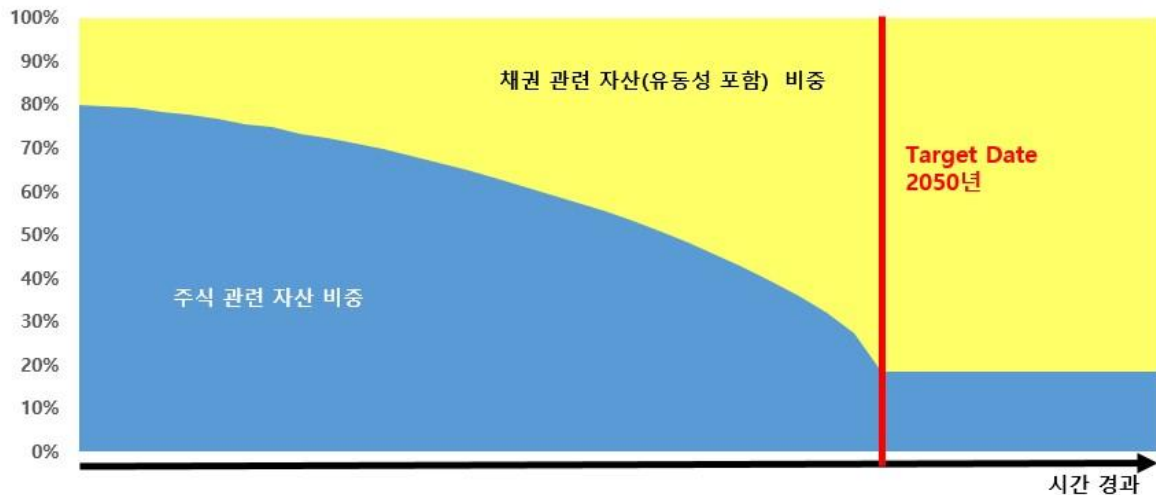 100%
90%
80%
70%
60%
50%
40%
30%
20%
10%
0%
채권 관련 자산(유동성 포함) 비중
Target Date
2050년
주식 관련 자산 비중
시간 경과